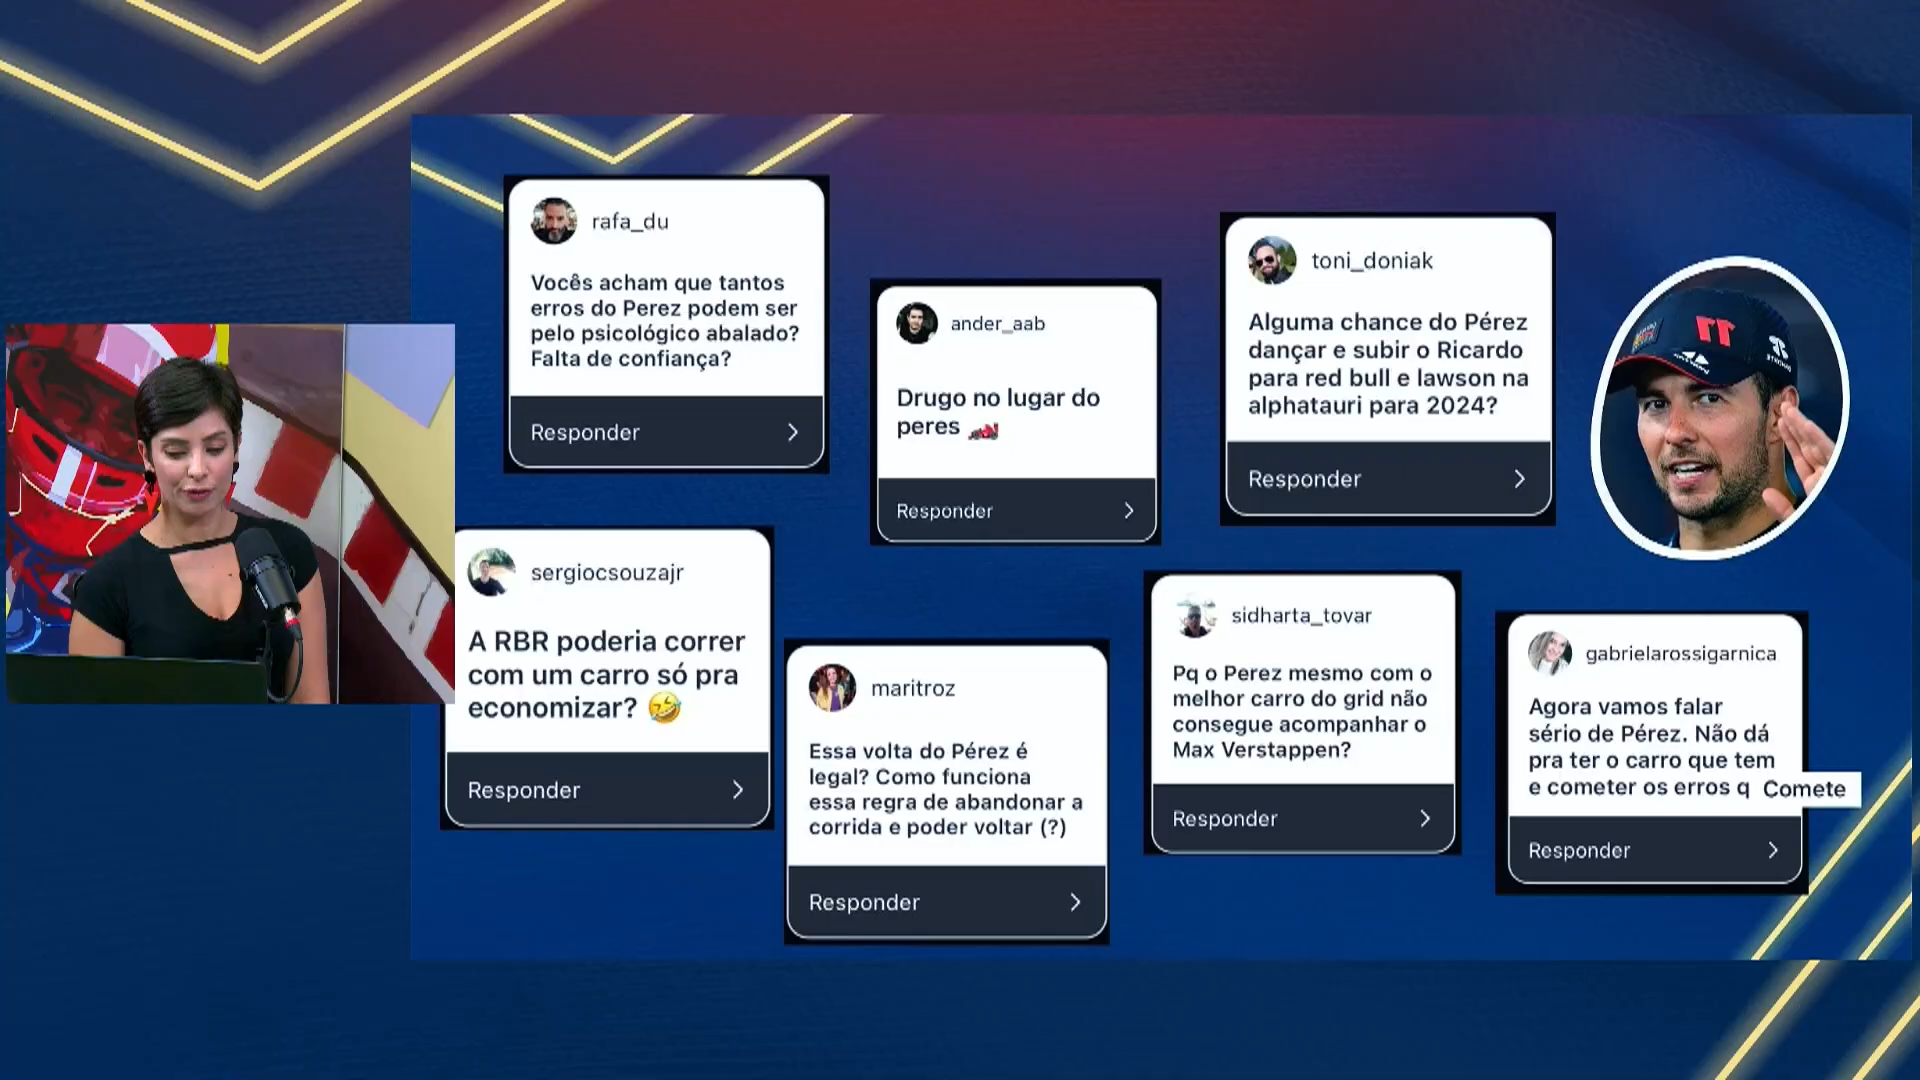 rafa_du
Vocês acham que tantos
erros do Perez podem ser
pelo psicológico abalado?
Falta de confiança?
Responder
ander_aab
Drugo no lugar do
peres
Responder
toni_doniak
Alguma chance do Pérez
dançar e subir o Ricardo
para red bull e lawson na
alphatauri para 2024?
Responder
11
sergiocsouzajr
A RBR poderia correr
com um carro só pra
economizar? 🤣
Responder
maritroz
Essa volta do Pérez é
legal? Como funciona
essa regra de abandonar a
corrida e poder voltar (?)
Responder
sidharta_tovar
Pq o Perez mesmo com o
melhor carro do grid não
consegue acompanhar o
Max Verstappen?
Responder
gabrielarossigarnica
Agora vamos falar
sério de Pérez. Não dá
pra ter o carro que tem
e cometer os erros q Comete
Responder